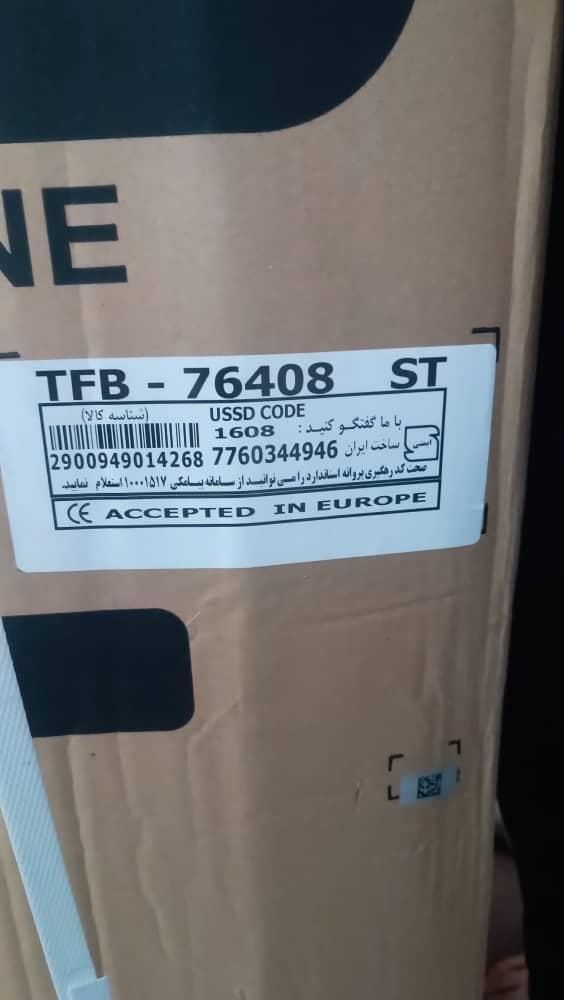 NE
TFB - 76408 ST
(شناسه کالا) USSD CODE با ما گفتگو کنید :
1608
2900949014268 7760344946 ساخت ایران ایمنی
صحت کد رهگیری پروانه استاندارد را می توانید از سامانه پیامکی ۱۰۰۰۱۵۱۷ استعلام نمایید.
CE ACCEPTED IN EUROPE